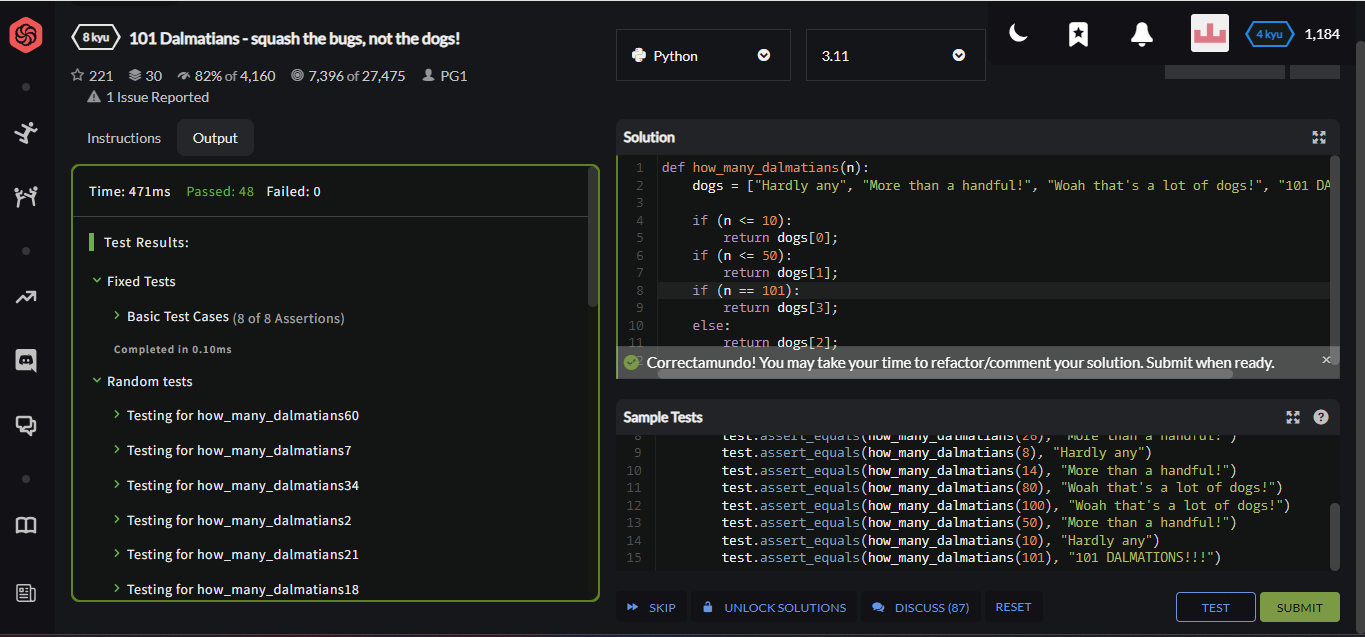 8 kyu
101 Dalmatians - squash the bugs, not the dogs!
221 30 82% of 4,160 7,396 of 27,475 PG1
1 Issue Reported
Python
3.11
4 kyu
1,184
Instructions
Output
Time: 471ms Passed: 48 Failed: 0
Test Results:
Fixed Tests
Basic Test Cases (8 of 8 Assertions)
Completed in 0.10ms
Random tests
Testing for how_many_dalmatians60
Testing for how_many_dalmatians7
Testing for how_many_dalmatians34
Testing for how_many_dalmatians2
Testing for how_many_dalmatians21
Testing for how_many_dalmatians18
Solution
1 def how_many_dalmatians(n):
2 dogs = ["Hardly any", "More than a handful!", "Woah that's a lot of dogs!", "101 DA
3
4 if (n <= 10):
5 return dogs[0];
6 if (n <= 50):
7 return dogs[1];
8 if (n == 101):
9 return dogs[3];
10 else:
11 return dogs[2];
Correctamundo! You may take your time to refactor/comment your solution. Submit when ready.
Sample Tests
8 test.assert_equals(how_many_dalmatians(26), "More than a handful!")
9 test.assert_equals(how_many_dalmatians(8), "Hardly any")
10 test.assert_equals(how_many_dalmatians(14), "More than a handful!")
11 test.assert_equals(how_many_dalmatians(80), "Woah that's a lot of dogs!")
12 test.assert_equals(how_many_dalmatians(100), "Woah that's a lot of dogs!")
13 test.assert_equals(how_many_dalmatians(50), "More than a handful!")
14 test.assert_equals(how_many_dalmatians(10), "Hardly any")
15 test.assert_equals(how_many_dalmatians(101), "101 DALMATIONS!!!")
SKIP
UNLOCK SOLUTIONS
DISCUSS (87)
RESET
TEST
SUBMIT